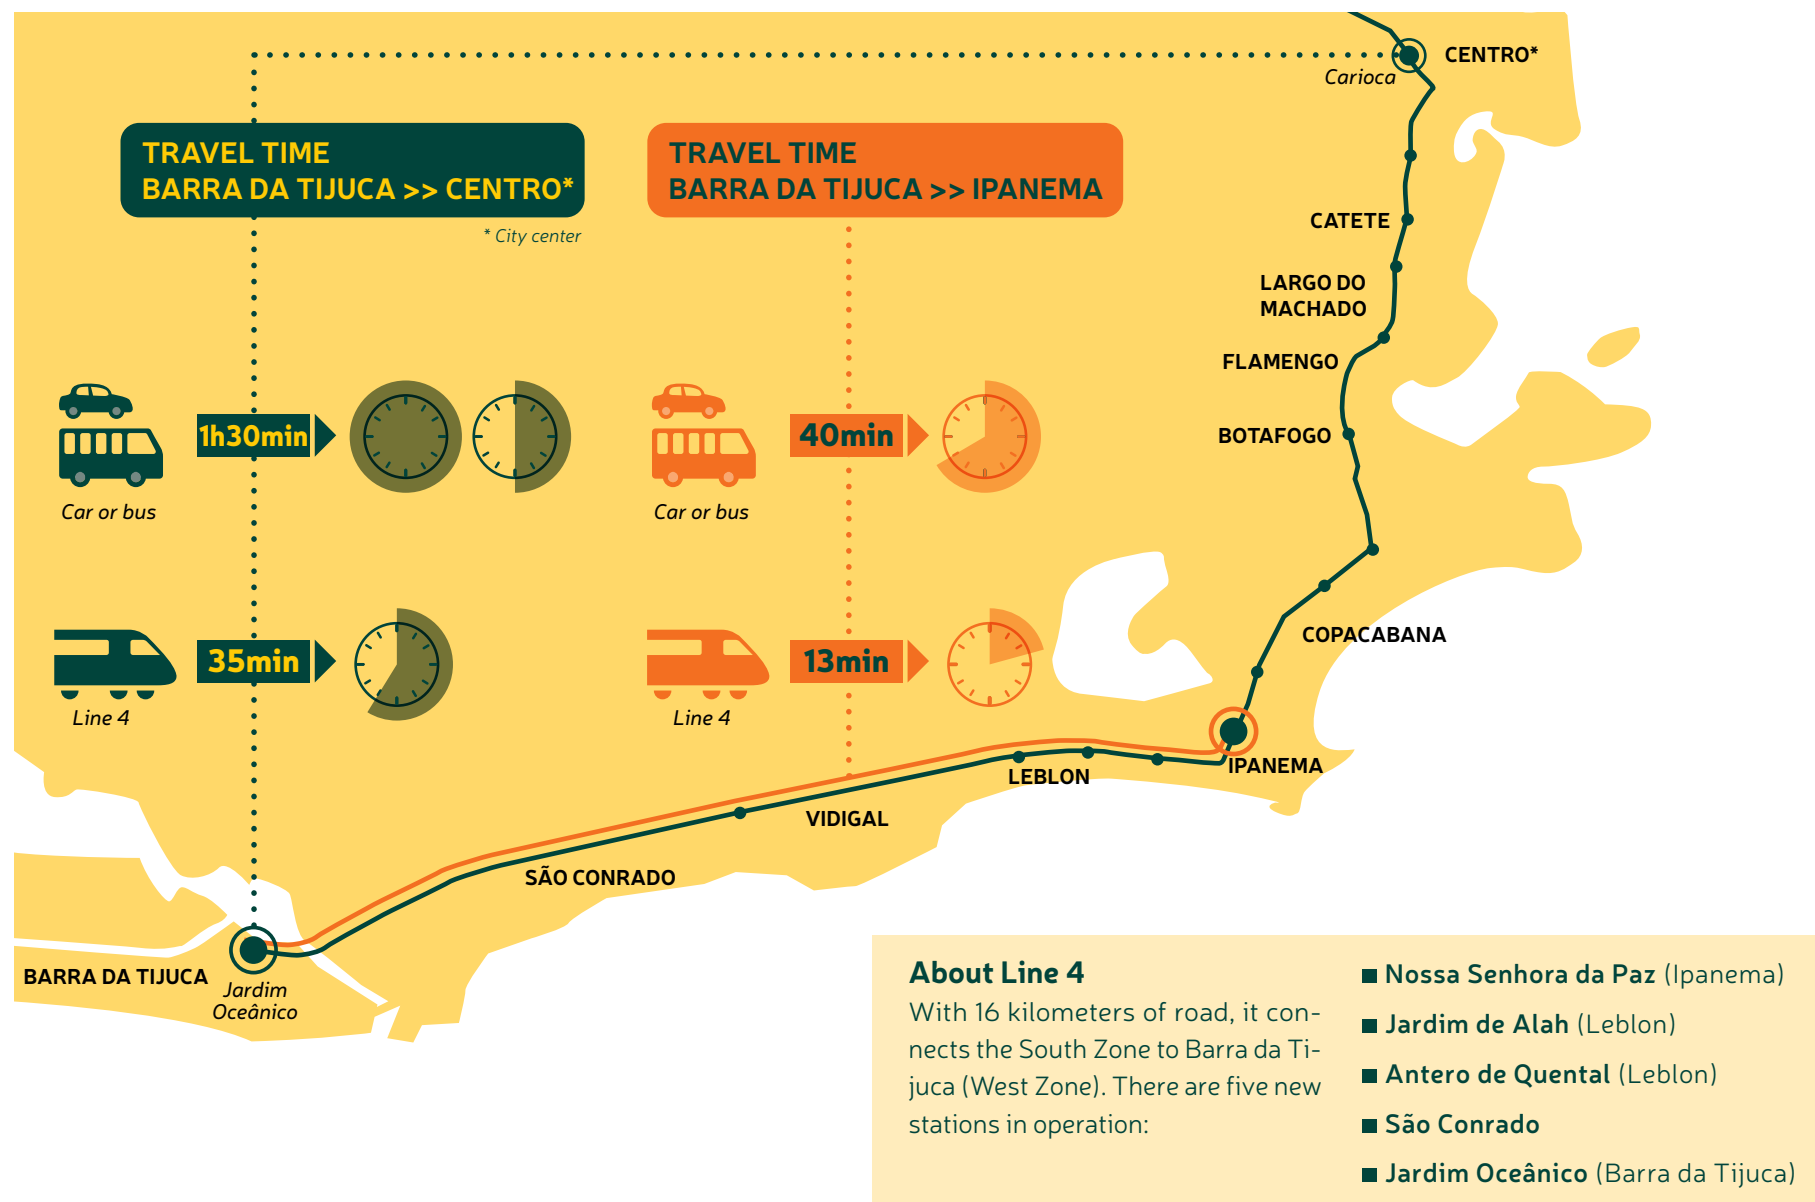 CENTRO*
Carioca
TRAVEL TIME
BARRA DA TIJUCA >> CENTRO*
* City center
TRAVEL TIME
BARRA DA TIJUCA >> IPANEMA
CATETE
LARGO DO
MACHADO
FLAMENGO
BOTAFOGO
1h30min
Car or bus
40min
Car or bus
35min
Line 4
13min
Line 4
COPACABANA
IPANEMA
LEBLON
VIDIGAL
SÃO CONRADO
BARRA DA TIJUCA
Jardim
Oceânico
About Line 4
With 16 kilometers of road, it con-
nects the South Zone to Barra da Ti-
juca (West Zone). There are five new
stations in operation:
Nossa Senhora da Paz (Ipanema)
Jardim de Alah (Leblon)
Antero de Quental (Leblon)
São Conrado
Jardim Oceânico (Barra da Tijuca)